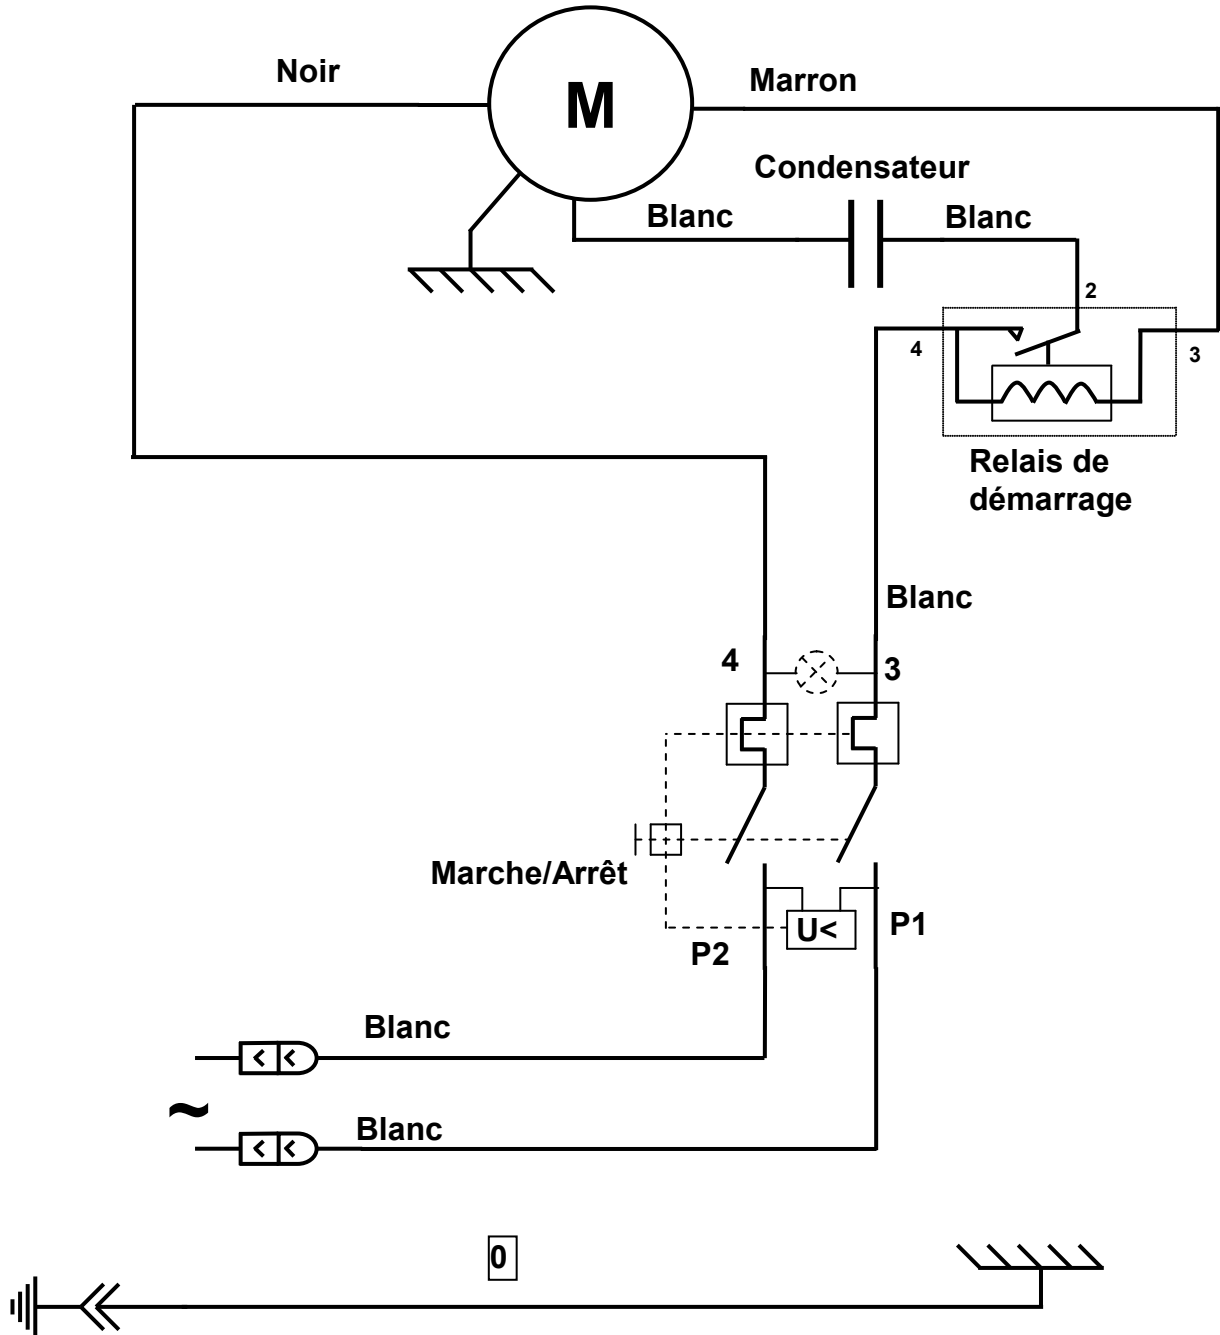 Noir
M
Marron
Condensateur
Blanc
Blanc
2
4
3
Relais de
démarrage
Blanc
4
3
Marche/Arrêt
U<
P1
P2
Blanc
~
Blanc
0